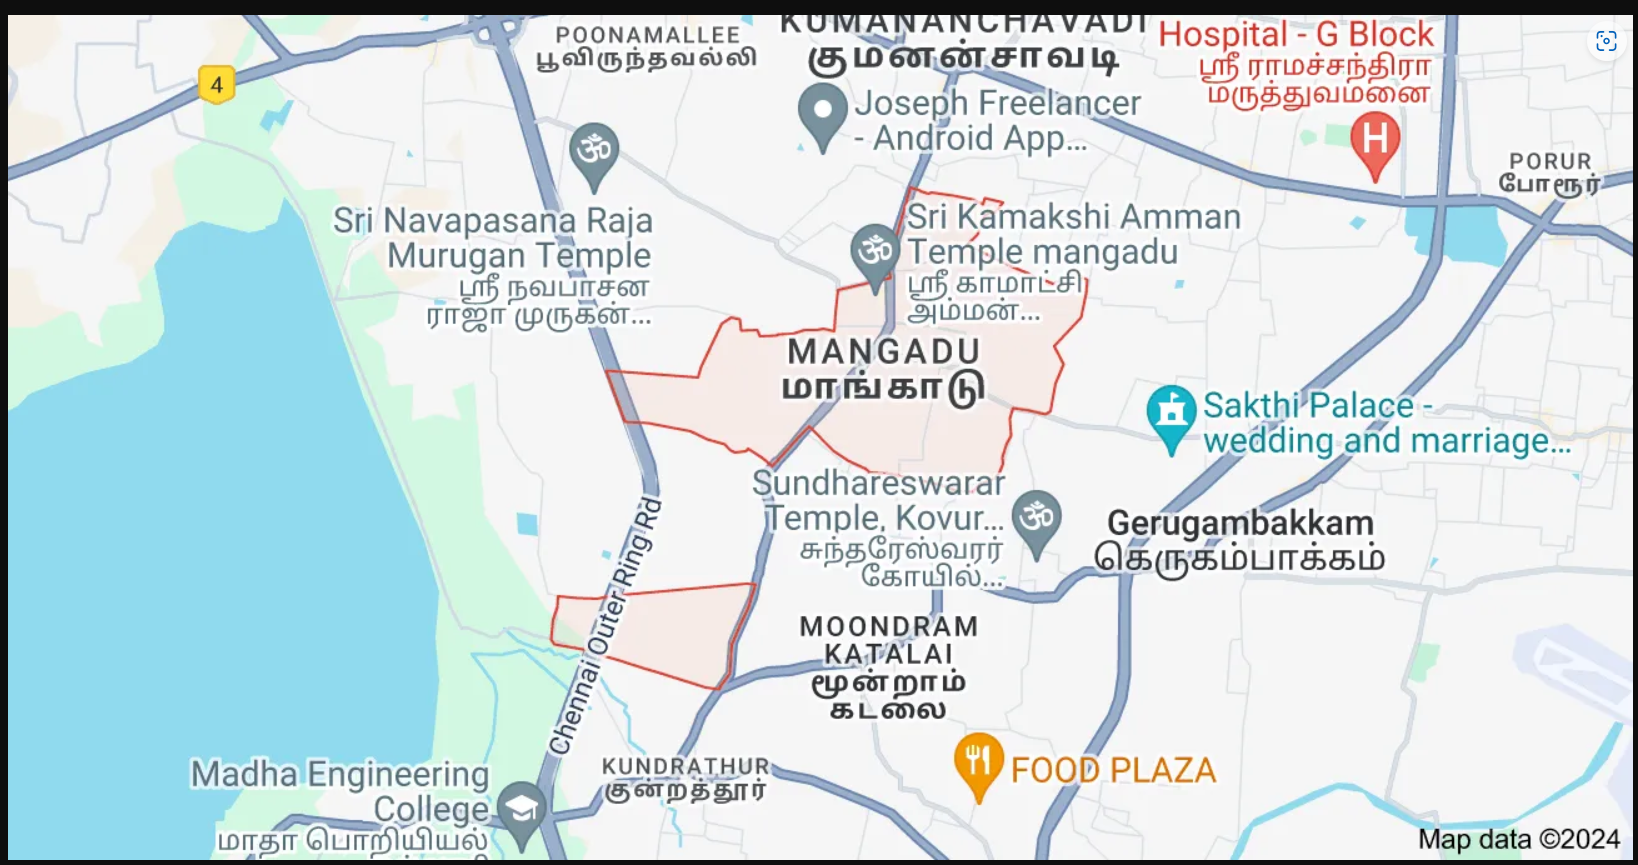 POONAMALLEE
பூவிருந்தவல்லி
KUMANANCHAVADI
குமணன்சாவடி
Hospital - G Block
ஸ்ரீ ராமச்சந்திரா
மருத்துவமனை
4
Joseph Freelancer
- Android App...
H
PORUR
போரூர்
Sri Navapasana Raja
Murugan Temple
ஸ்ரீ நவபாசன
ராஜா முருகன்...
Sri Kamakshi Amman
Temple mangadu
ஸ்ரீ காமாட்சி
அம்மன்...
MANGADU
மாங்காடு
Sakthi Palace -
wedding and marriage...
Sundhareswarar
Temple, Kovur...
சுந்தரேஸ்வரர்
கோயில்...
Gerugambakkam
கெருகம்பாக்கம்
Chennai Outer Ring Rd
MOONDRAM
KATALAI
மூன்றாம்
கடலை
KUNDRATHUR
குன்றத்தூர்
FOOD PLAZA
Madha Engineering
College
மாதா பொறியியல்
Map data ©2024